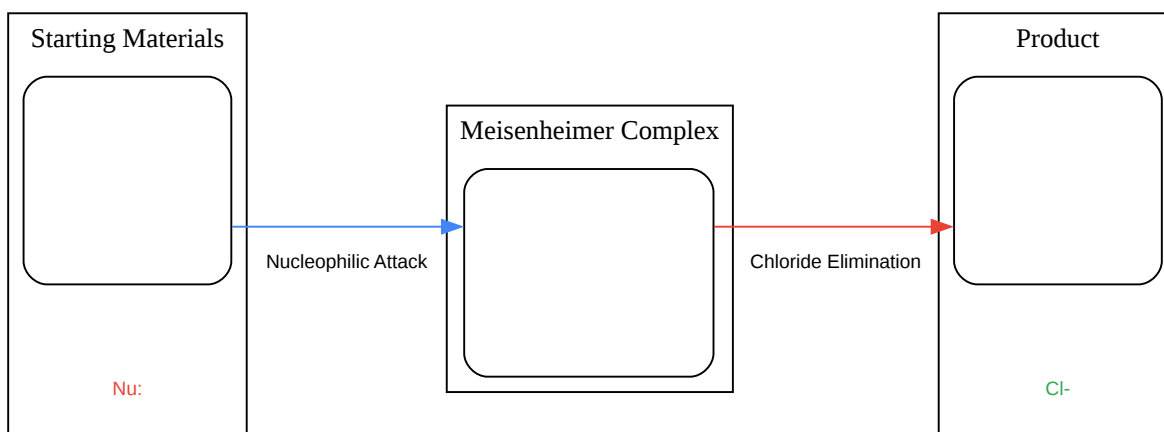 Starting Materials
Product
Meisenheimer Complex
Nucleophilic Attack
Chloride Elimination
Nu:
Cl-